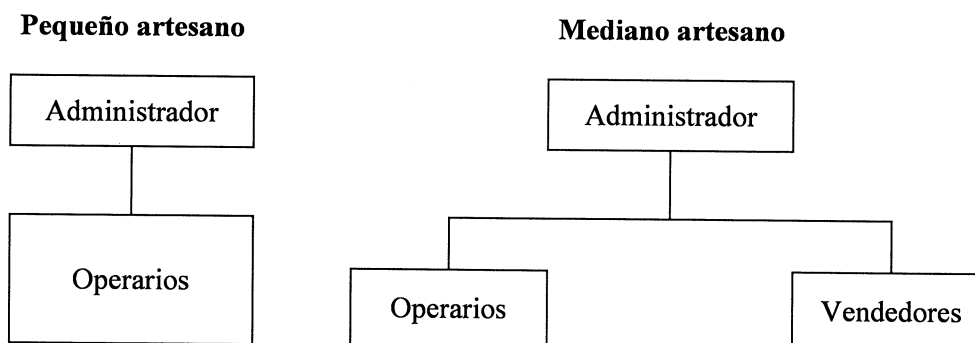 Pequeño artesano
Administrador
Operarios
Mediano artesano
Administrador
Operarios
Vendedores